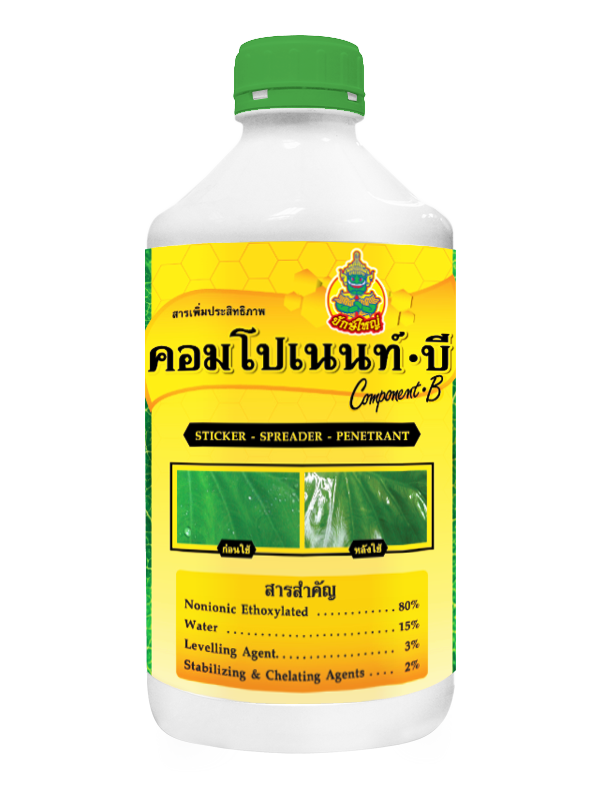 สารเพิ่มประสิทธิภาพ
ยักษ์ใหญ่
คอมโปเนนท์·บี
Component·B
STICKER - SPREADER - PENETRANT
ก่อนใช้ หลังใช้
สารสำคัญ
Nonionic Ethoxylated ............ 80%
Water .......................... 15%
Levelling Agent.................. 3%
Stabilizing & Chelating Agents .... 2%